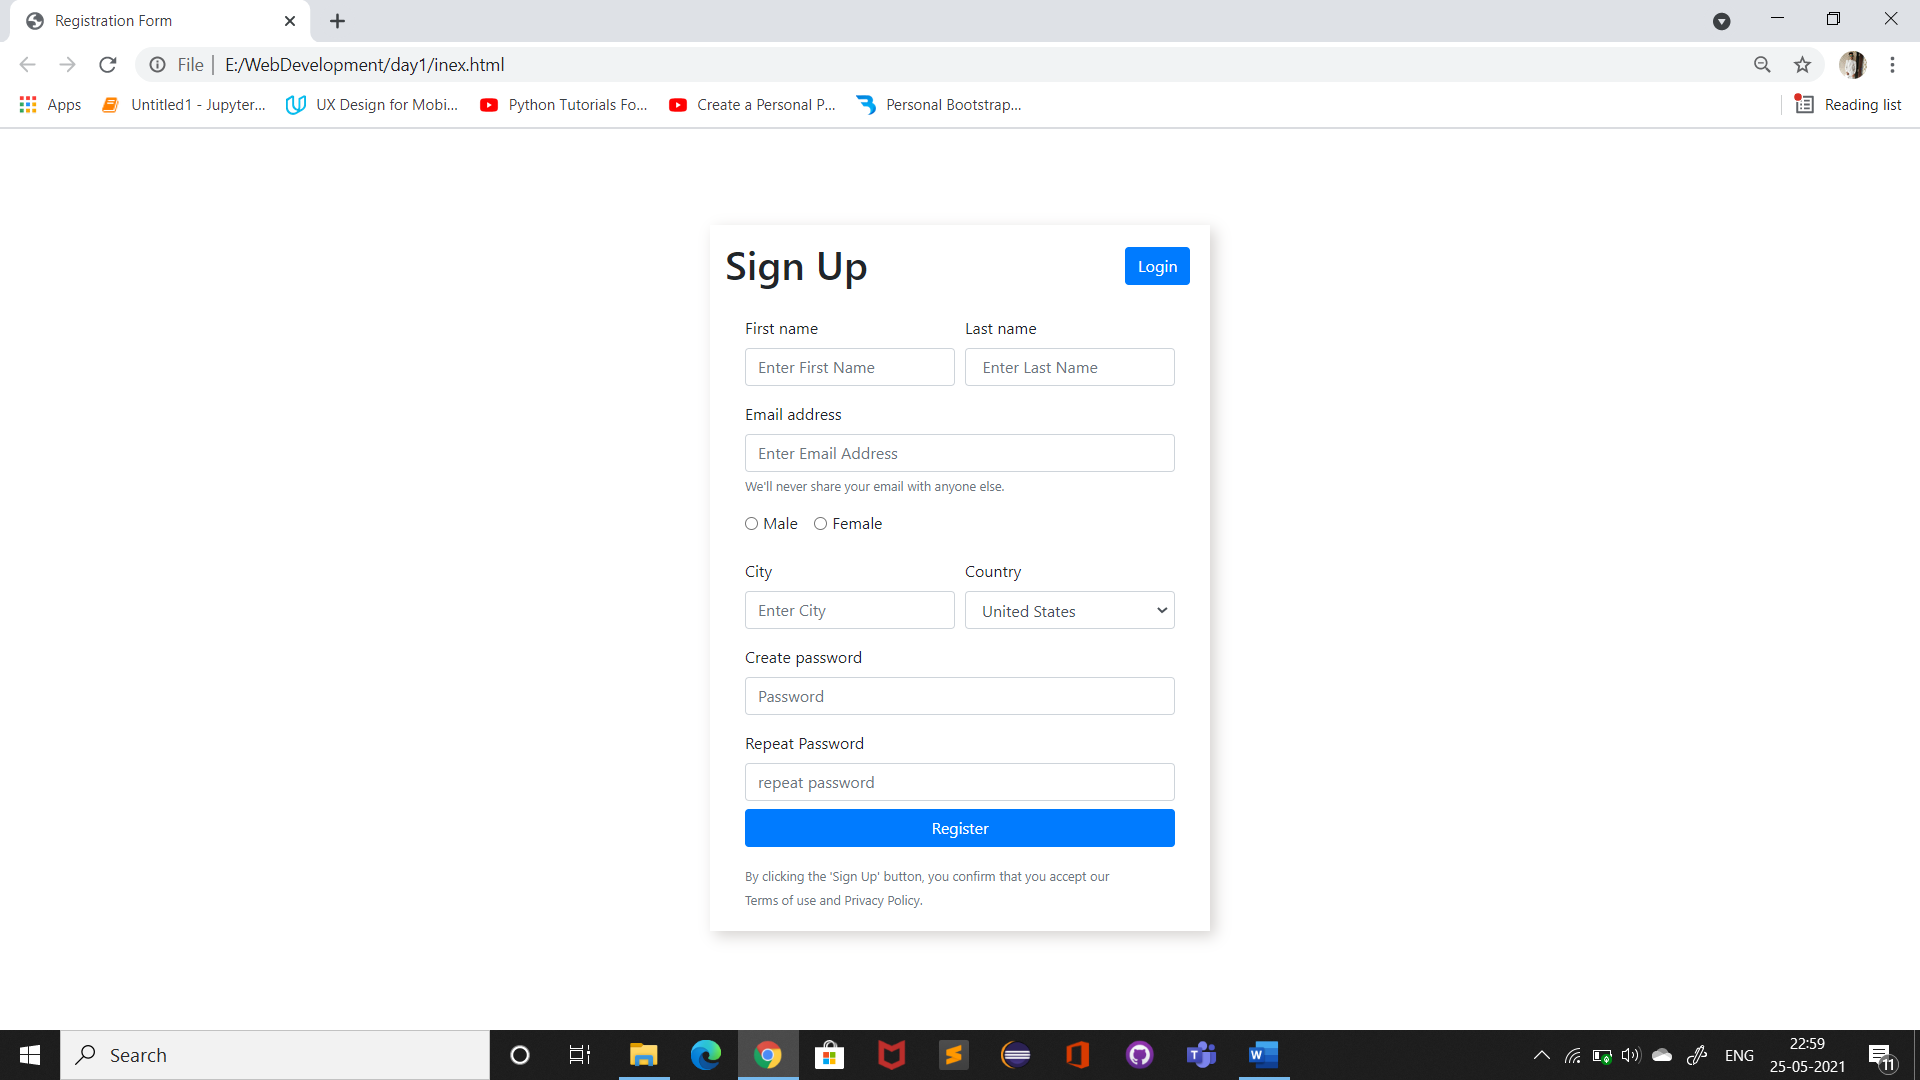 Registration Form
File | E:/WebDevelopment/day1/inex.html
Apps Untitled1 - Jupyter... UX Design for Mobi... Python Tutorials Fo... Create a Personal P... Personal Bootstrap... Reading list
Sign Up Login
First name Last name
Enter First Name Enter Last Name
Email address
Enter Email Address
We'll never share your email with anyone else.
Male Female
City Country
Enter City United States
Create password
Password
Repeat Password
repeat password
Register
By clicking the 'Sign Up' button, you confirm that you accept our
Terms of use and Privacy Policy.
Search ENG 22:59
25-05-2021 11